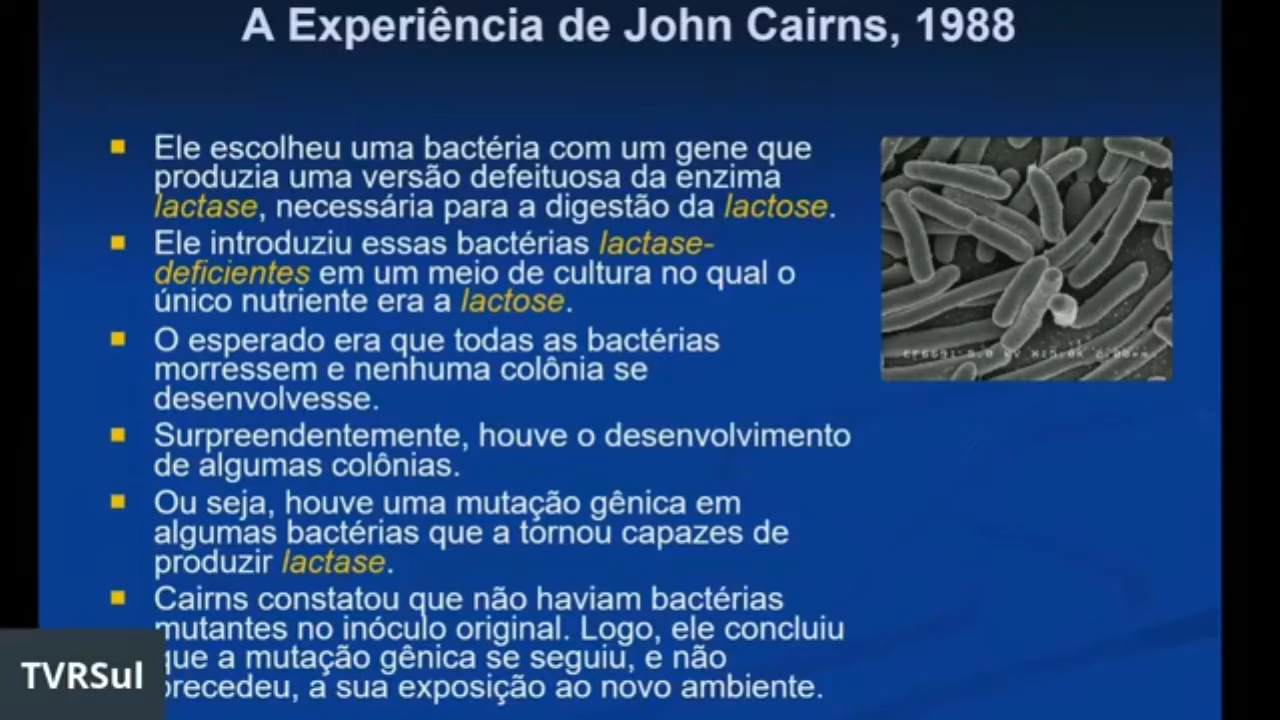 A Experiência de John Cairns, 1988
Ele escolheu uma bactéria com um gene que
produzia uma versão defeituosa da enzima
lactase, necessária para a digestão da lactose.
Ele introduziu essas bactérias lactase-
deficientes em um meio de cultura no qual o
único nutriente era a lactose.
O esperado era que todas as bactérias
morressem e nenhuma colônia se
desenvolvesse.
Surpreendentemente, houve o desenvolvimento
de algumas colônias.
Ou seja, houve uma mutação gênica em
algumas bactérias que a tornou capazes de
produzir lactase.
Cairns constatou que não haviam bactérias
mutantes no inóculo original. Logo, ele concluiu
que a mutação gênica se seguiu, e não
precedeu, a sua exposição ao novo ambiente.
TVRSul